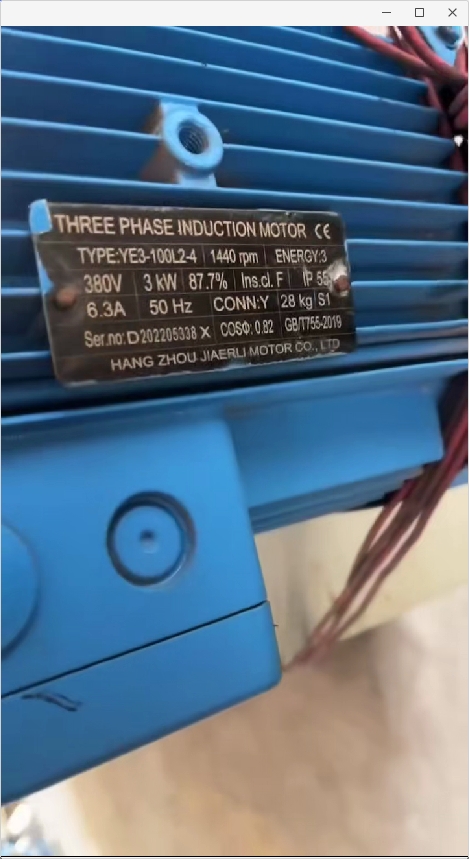 THREE PHASE INDUCTION MOTOR CE
TYPE:YE3-100L2-4 1440 rpm ENERGY:3
380V 3 kW 87.7% Ins.cl. F IP 55
6.3A 50 Hz CONN:Y 28 kg S1
Ser.no: D202205338 X COSΦ: 0.82 GB/T755-2019
HANG ZHOU JIAERLI MOTOR CO., LTD